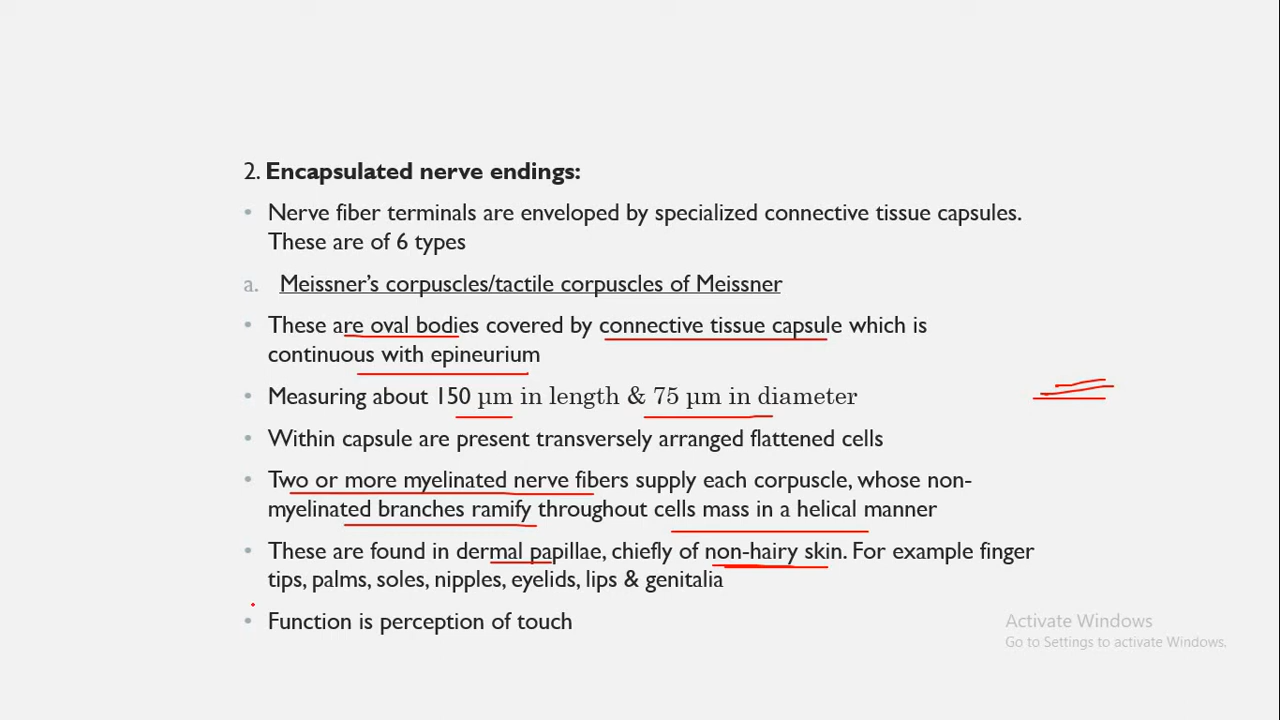 2. Encapsulated nerve endings:
• Nerve fiber terminals are enveloped by specialized connective tissue capsules.
These are of 6 types
a. Meissner’s corpuscles/tactile corpuscles of Meissner
• These are oval bodies covered by connective tissue capsule which is
continuous with epineurium
• Measuring about 150 µm in length & 75 µm in diameter
• Within capsule are present transversely arranged flattened cells
• Two or more myelinated nerve fibers supply each corpuscle, whose non-
myelinated branches ramify throughout cells mass in a helical manner
• These are found in dermal papillae, chiefly of non-hairy skin. For example finger
tips, palms, soles, nipples, eyelids, lips & genitalia
• Function is perception of touch
Activate Windows
Go to Settings to activate Windows.